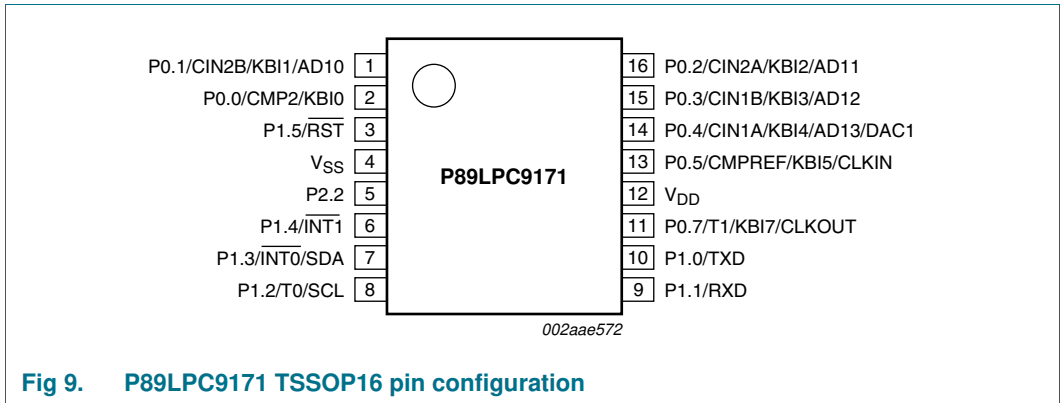 P0.1/CIN2B/KBI1/AD10 1
P0.0/CMP2/KBI0 2
P1.5/R̅S̅T̅ 3
VSS 4
P2.2 5
P1.4/I̅N̅T̅1̅ 6
P1.3/I̅N̅T̅0̅/SDA 7
P1.2/T0/SCL 8
P89LPC9171
16 P0.2/CIN2A/KBI2/AD11
15 P0.3/CIN1B/KBI3/AD12
14 P0.4/CIN1A/KBI4/AD13/DAC1
13 P0.5/CMPREF/KBI5/CLKIN
12 VDD
11 P0.7/T1/KBI7/CLKOUT
10 P1.0/TXD
9 P1.1/RXD
002aae572
Fig 9. P89LPC9171 TSSOP16 pin configuration